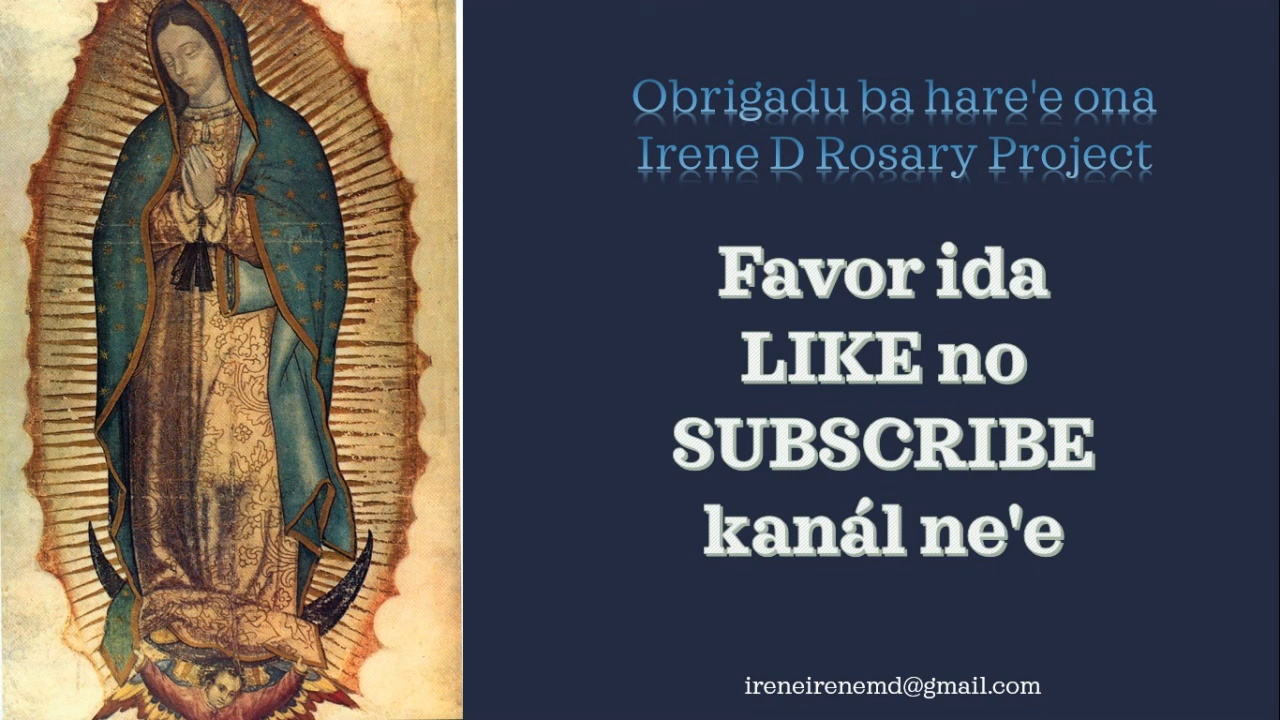 Obrigadu ba hare'e ona
Irene D Rosary Project
Favor ida
LIKE no
SUBSCRIBE
kanál ne'e
ireneirenemd@gmail.com